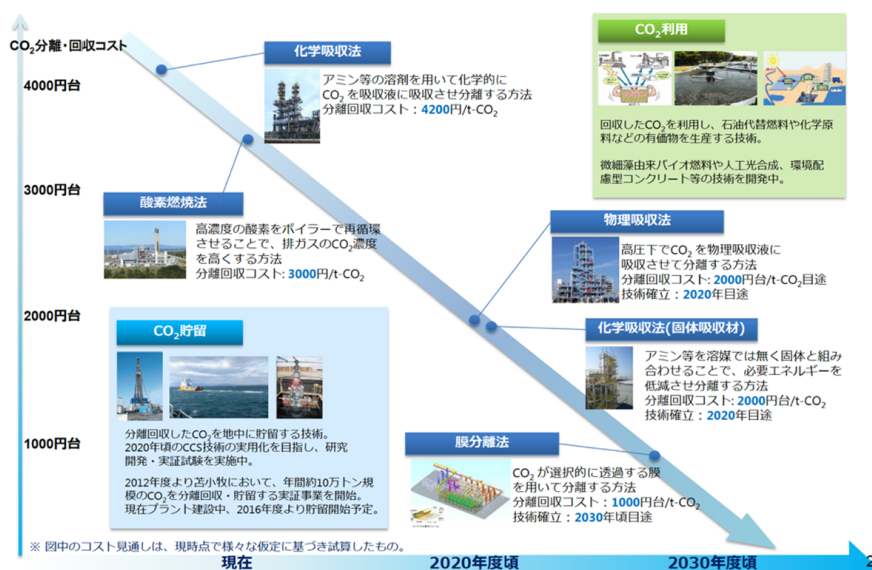 CO₂分離・回収コスト
4000円台
3000円台
2000円台
1000円台
化学吸収法
アミン等の溶剤を用いて化学的に
CO₂を吸収液に吸収させ分離する方法
分離回収コスト：4200円/t-CO₂
酸素燃焼法
高濃度の酸素をボイラーで再循環
させることで、排ガスのCO₂濃度
を高くする方法
分離回収コスト: 3000円/t-CO₂
CO₂利用
回収したCO₂を利用し、石油代替燃料や化学原
料などの有価物を生産する技術。
微細藻由来バイオ燃料や人工光合成、環境配
慮型コンクリート等の技術を開発中。
物理吸収法
高圧下でCO₂を物理吸収液に
吸収させて分離する方法
分離回収コスト: 2000円台/t-CO₂目途
技術確立：2020年目途
化学吸収法(固体吸収材)
アミン等を溶媒では無く固体と組み
合わせることで、必要エネルギーを
低減させ分離する方法
分離回収コスト：2000円台/t-CO₂
技術確立：2020年目途
CO₂貯留
分離回収したCO₂を地中に貯留する技術。
2020年頃のCCS技術の実用化を目指し、研究
開発・実証試験を実施中。
2012年度より苫小牧において、年間約10万トン規
模のCO₂を分離回収・貯留する実証事業を開始。
現在プラント建設中、2016年度より貯留開始予定。
膜分離法
CO₂が選択的に透過する膜
を用いて分離する方法
分離回収コスト：1000円台/t-CO₂
技術確立：2030年頃目途
※ 図中のコスト見通しは、現時点で様々な仮定に基づき試算したもの。
現在
2020年度頃
2030年度頃